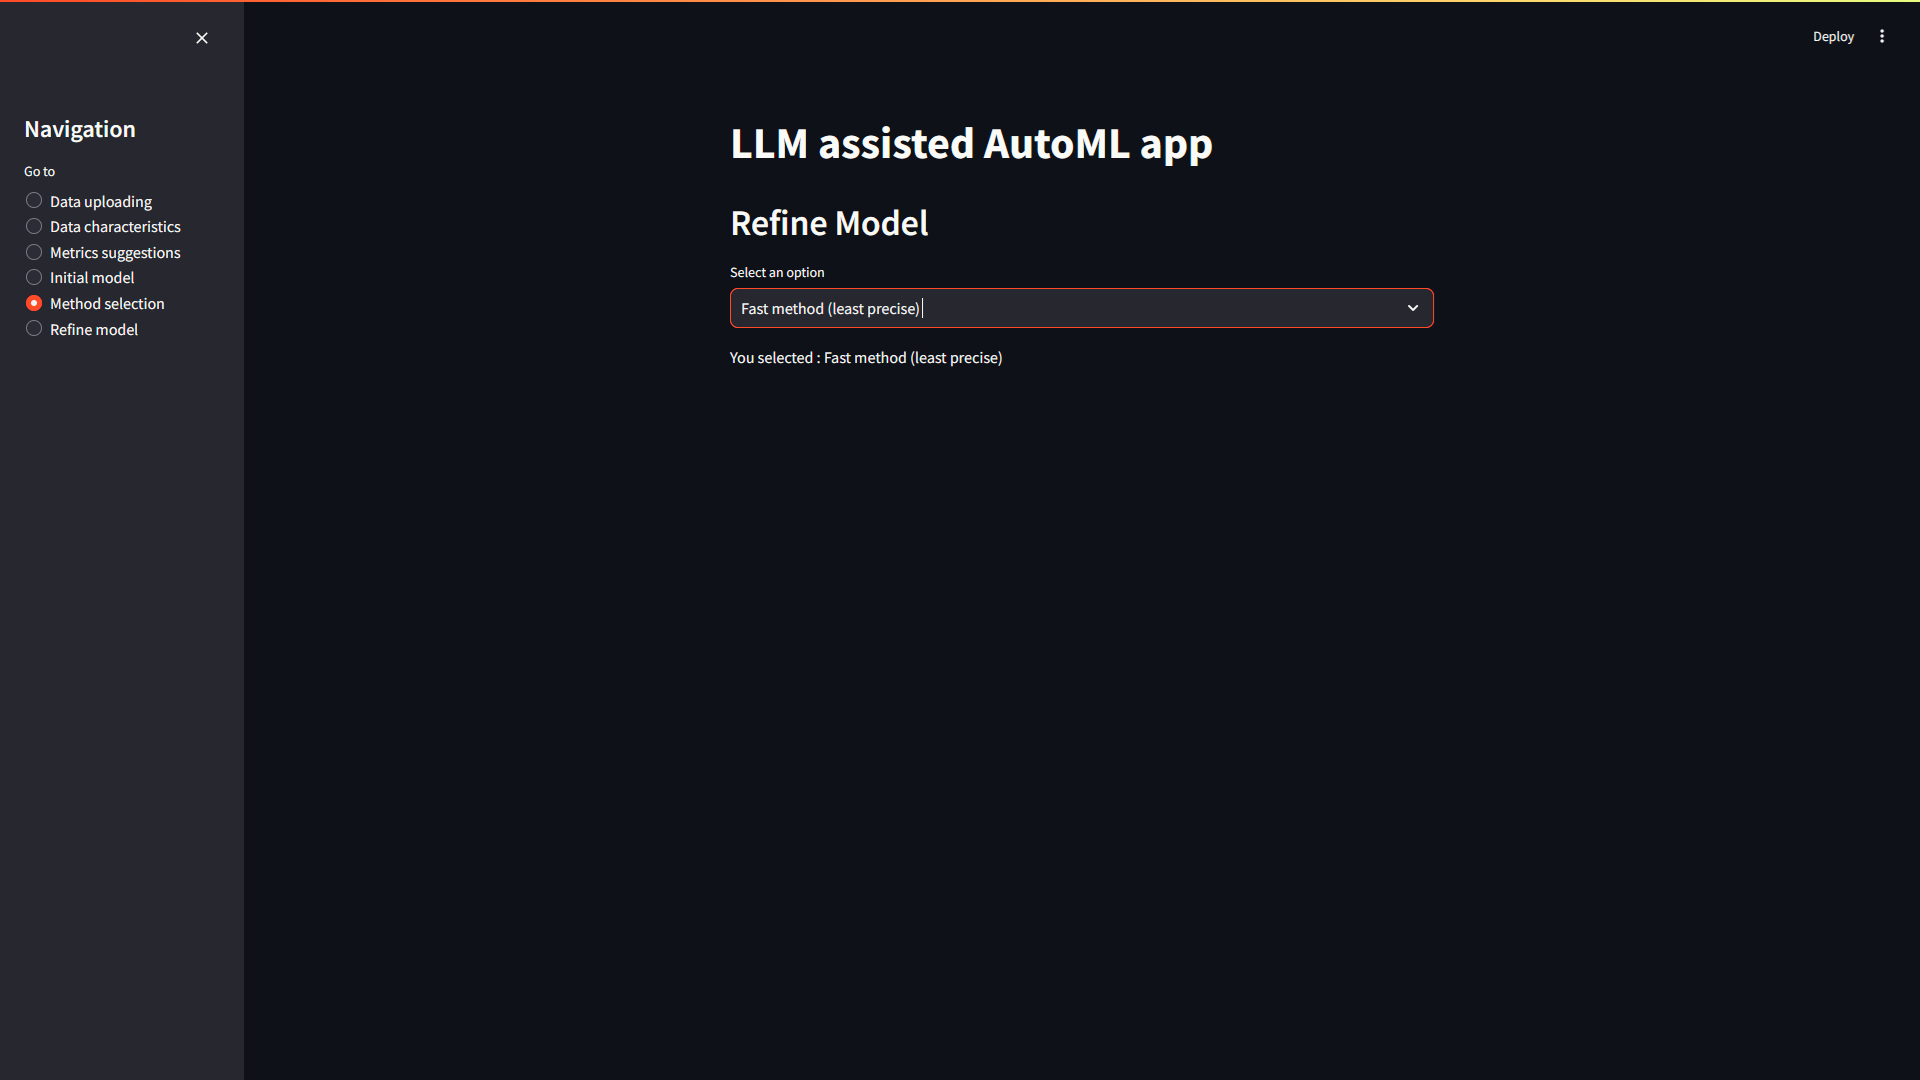 Deploy
Navigation
Go to
Data uploading
Data characteristics
Metrics suggestions
Initial model
Method selection
Refine model
LLM assisted AutoML app
Refine Model
Select an option
Fast method (least precise)
You selected : Fast method (least precise)